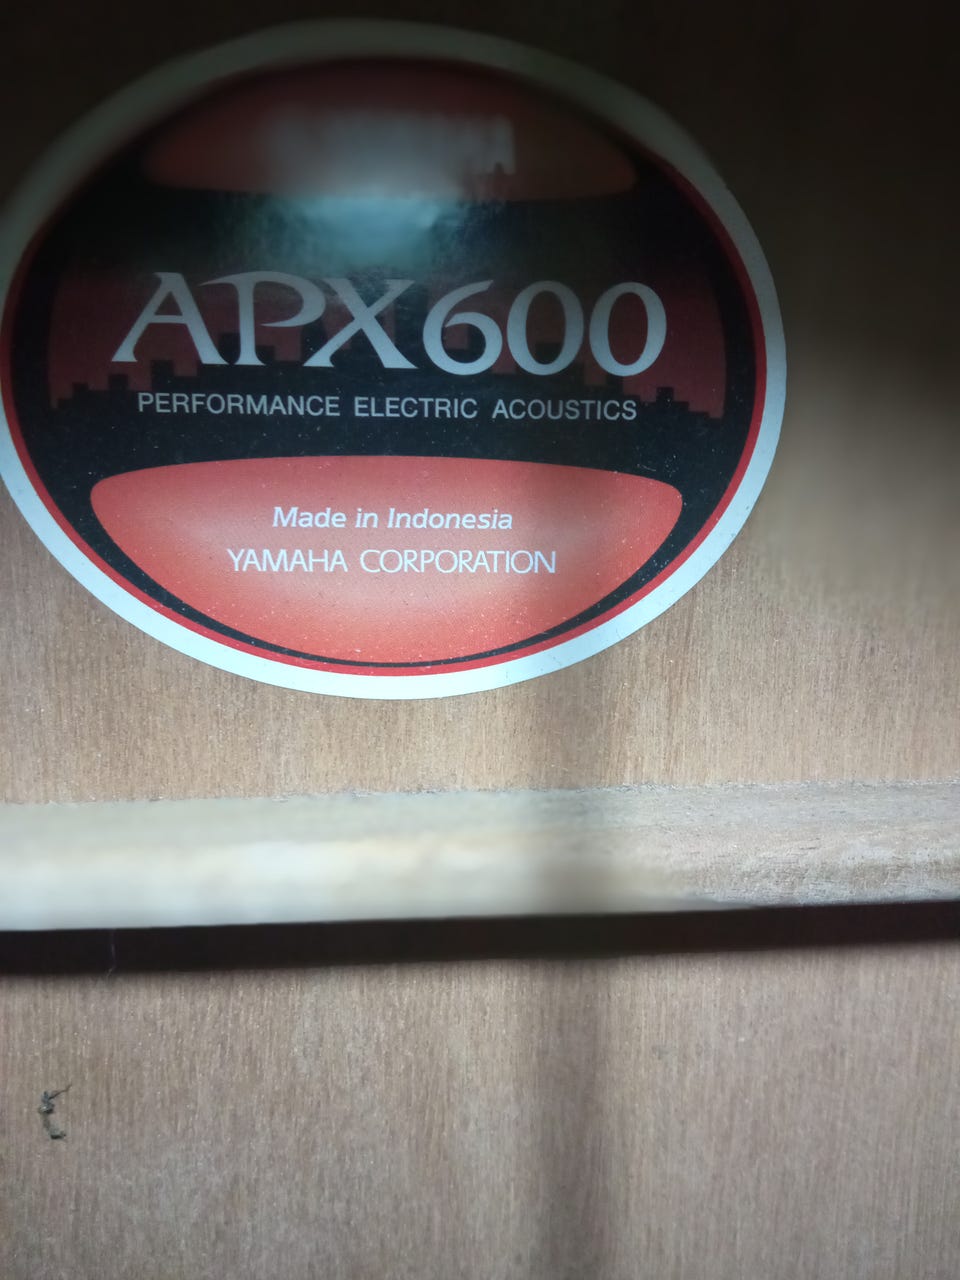 APX600
PERFORMANCE ELECTRIC ACOUSTICS
Made in Indonesia
YAMAHA CORPORATION